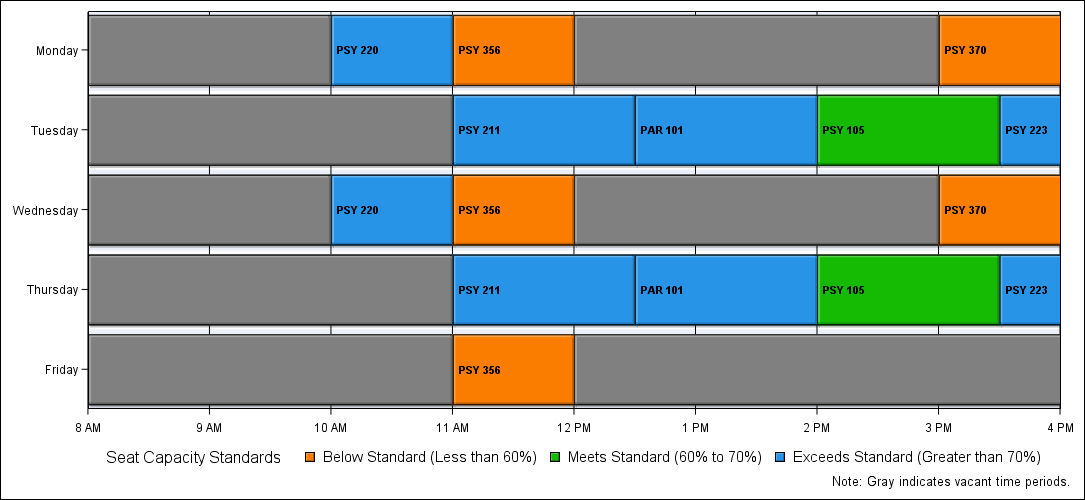 Monday PSY 220 PSY 356 PSY 370
Tuesday PSY 211 PAR 101 PSY 105 PSY 223
Wednesday PSY 220 PSY 356 PSY 370
Thursday PSY 211 PAR 101 PSY 105 PSY 223
Friday PSY 356
8 AM 9 AM 10 AM 11 AM 12 PM 1 PM 2 PM 3 PM 4 PM
Seat Capacity Standards Below Standard (Less than 60%) Meets Standard (60% to 70%) Exceeds Standard (Greater than 70%)
Note: Gray indicates vacant time periods.